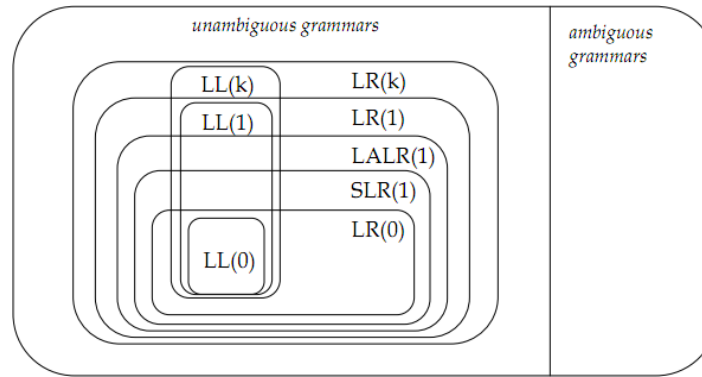 unambiguous grammars
ambiguous
grammars
LL(k)
LR(k)
LL(1)
LR(1)
LALR(1)
SLR(1)
LR(0)
LL(0)